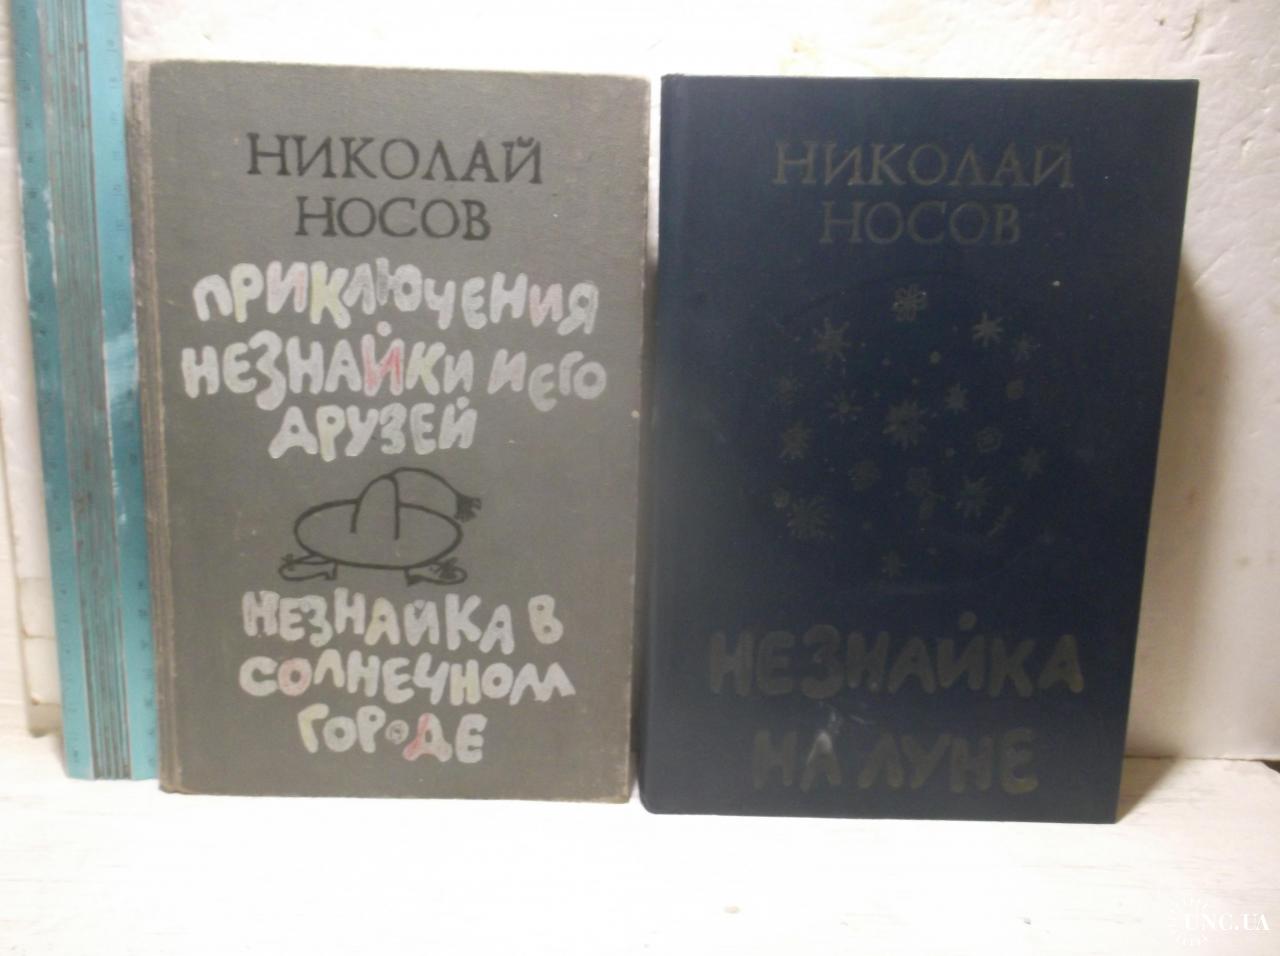 НИКОЛАЙ
НОСОВ
ПРИКЛЮЧЕНИЯ
НЕЗНАЙКИ И ЕГО
ДРУЗЕЙ
НЕЗНАЙКА В
СОЛНЕЧНОМ
ГОРОДЕ
НИКОЛАЙ
НОСОВ
НЕЗНАЙКА
НА ЛУНЕ
UNC.UA